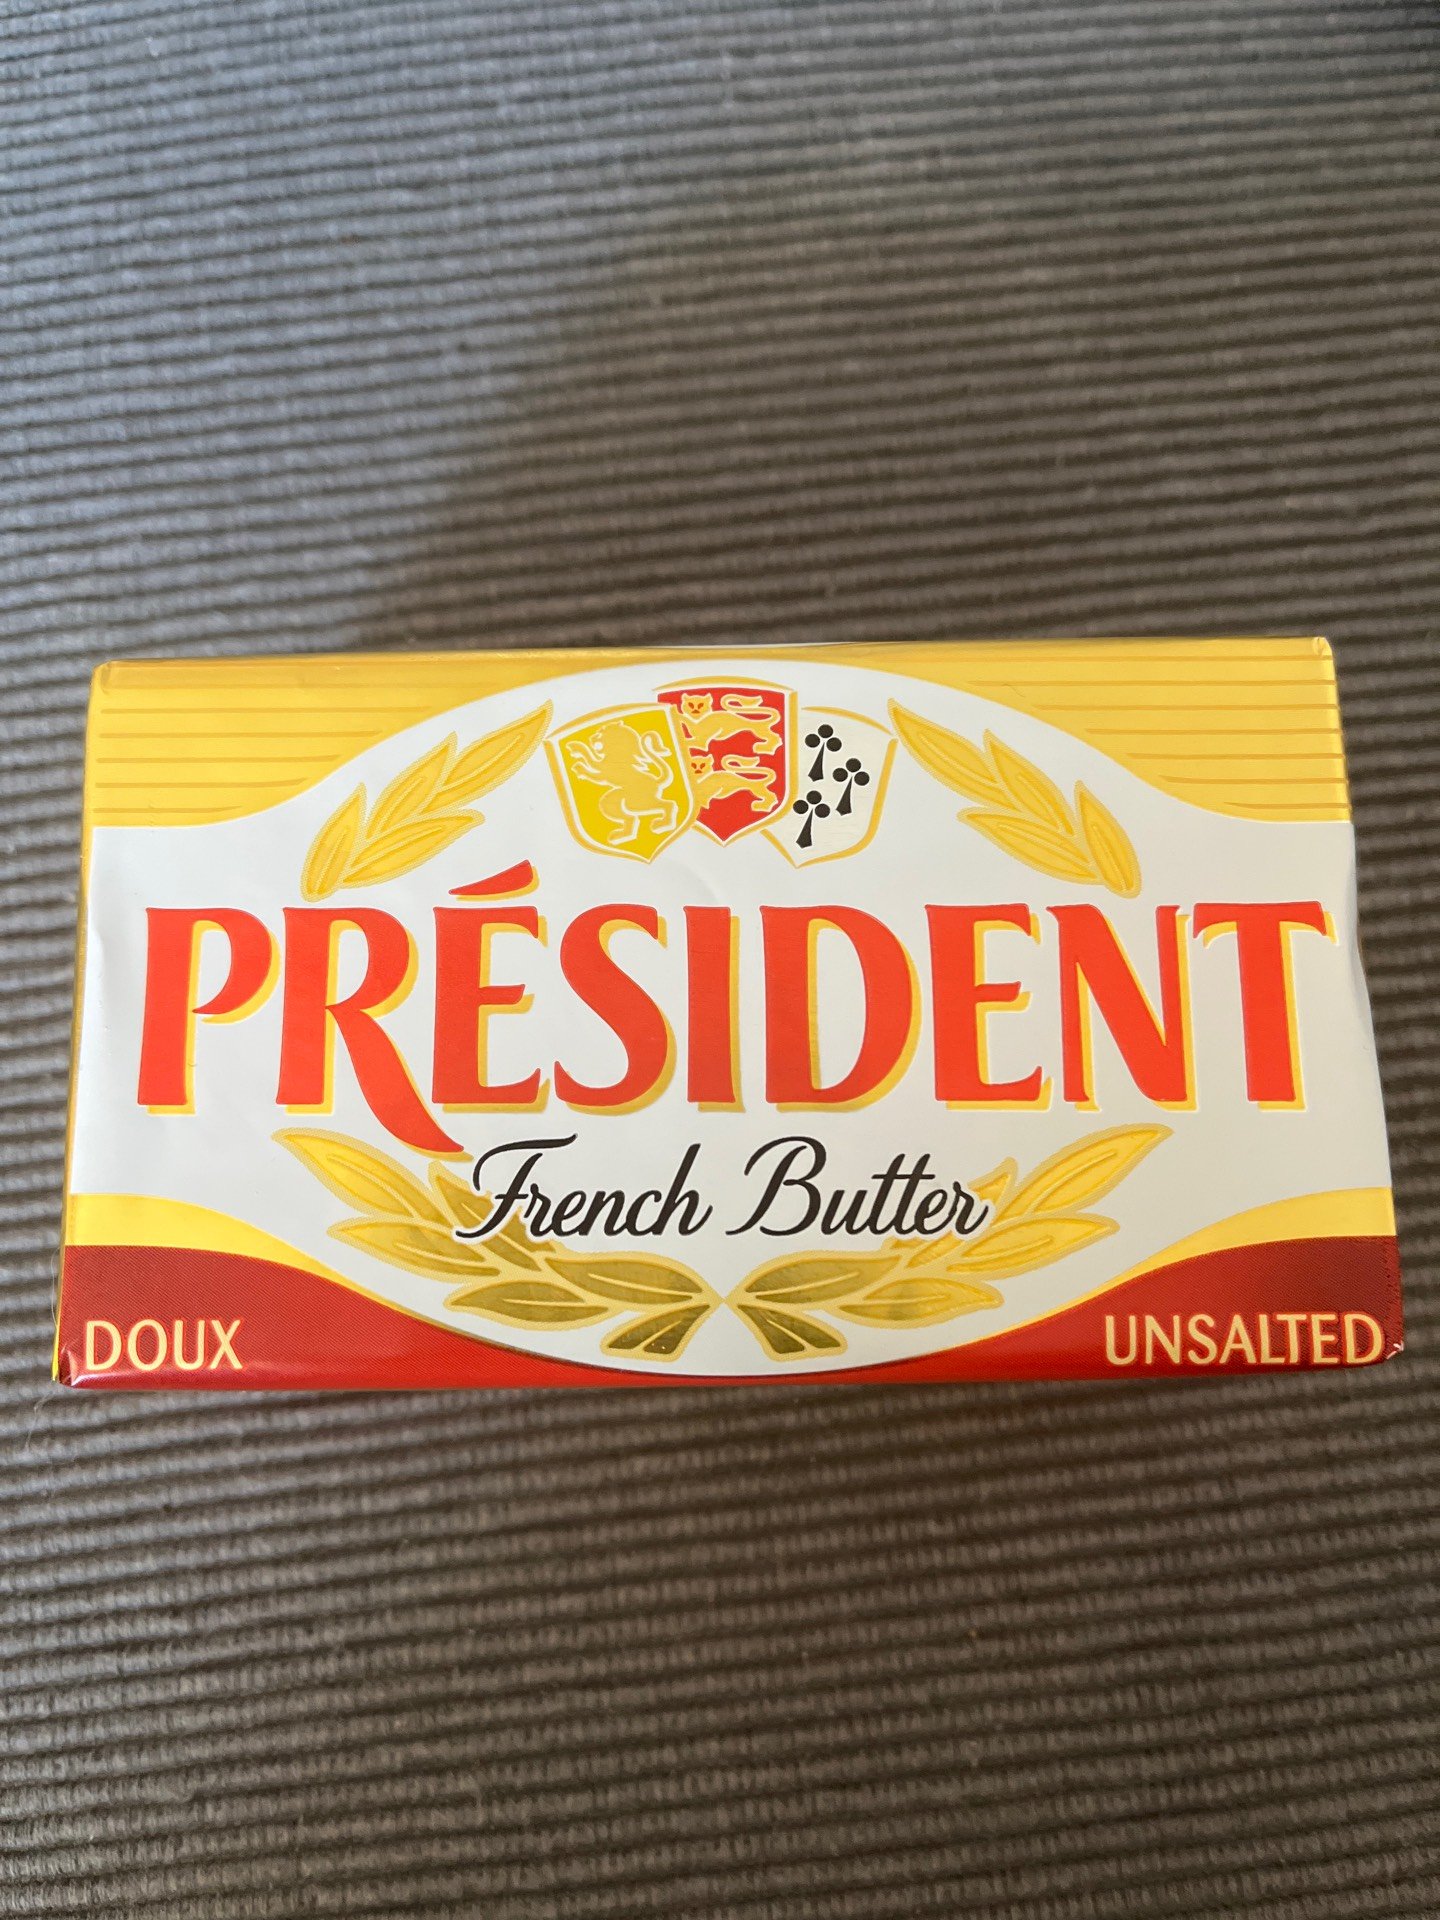 PRÉSIDENT
French Butter
DOUX
UNSALTED